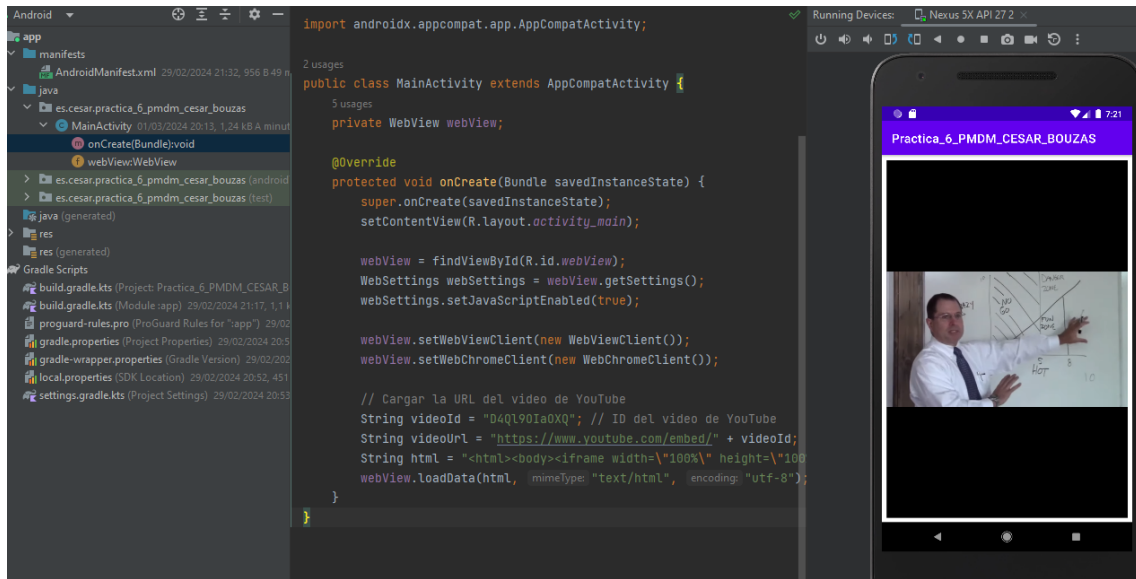 Android
app
manifests
AndroidManifest.xml 29/02/2024 21:32, 956 B 49 n
java
es.cesar.practica_6_pmdm_cesar_bouzas
MainActivity 01/03/2024 20:13, 1,24 kB A minut
onCreate(Bundle):void
webView:WebView
es.cesar.practica_6_pmdm_cesar_bouzas (android
es.cesar.practica_6_pmdm_cesar_bouzas (test)
java (generated)
res
res (generated)
Gradle Scripts
build.gradle.kts (Project: Practica_6_PMDM_CESAR_B
build.gradle.kts (Module :app) 29/02/2024 21:17, 1,1 k
proguard-rules.pro (ProGuard Rules for ":app") 29/02
gradle.properties (Project Properties) 29/02/2024 20:5
gradle-wrapper.properties (Gradle Version) 29/02/202
local.properties (SDK Location) 29/02/2024 20:52, 451
settings.gradle.kts (Project Settings) 29/02/2024 20:53
import androidx.appcompat.app.AppCompatActivity;
2 usages
public class MainActivity extends AppCompatActivity {
5 usages
private WebView webView;
@Override
protected void onCreate(Bundle savedInstanceState) {
super.onCreate(savedInstanceState);
setContentView(R.layout.activity_main);
webView = findViewById(R.id.webView);
WebSettings webSettings = webView.getSettings();
webSettings.setJavaScriptEnabled(true);
webView.setWebViewClient(new WebViewClient());
webView.setWebChromeClient(new WebChromeClient());
// Cargar la URL del video de YouTube
String videoId = "D4Ql9OIaOXQ"; // ID del video de YouTube
String videoUrl = "https://www.youtube.com/embed/" + videoId;
String html = "<html><body><iframe width=\"100%\" height=\"100%
webView.loadData(html, mimeType: "text/html", encoding: "utf-8");
}
}
Running Devices: Nexus 5X API 27 2
7:21
Practica_6_PMDM_CESAR_BOUZAS
NO
GO
ZONE
FUN
ZONE
5
8
HOT
10